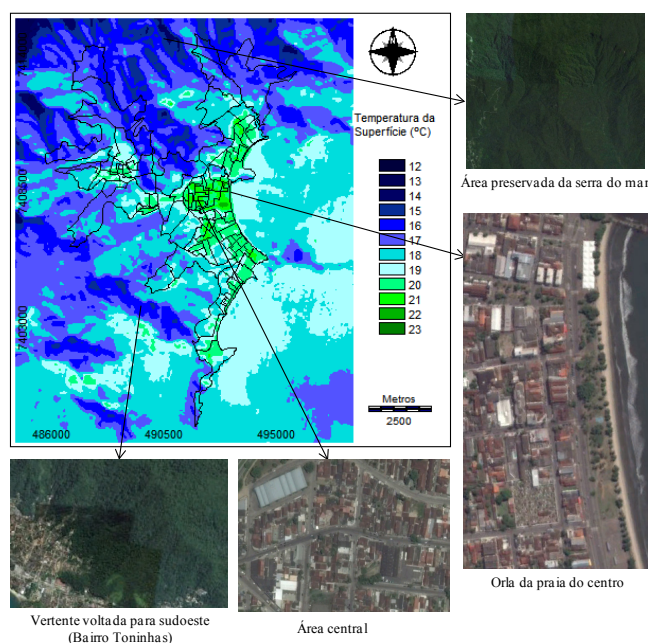 Temperatura da
Superfície (ºC)
12
13
14
15
16
17
18
19
20
21
22
23
Metros
2500
7408000
7403000
486000
490500
495000
Área preservada da serra do mar
Orla da praia do centro
Vertente voltada para sudoeste
(Bairro Toninhas)
Área central